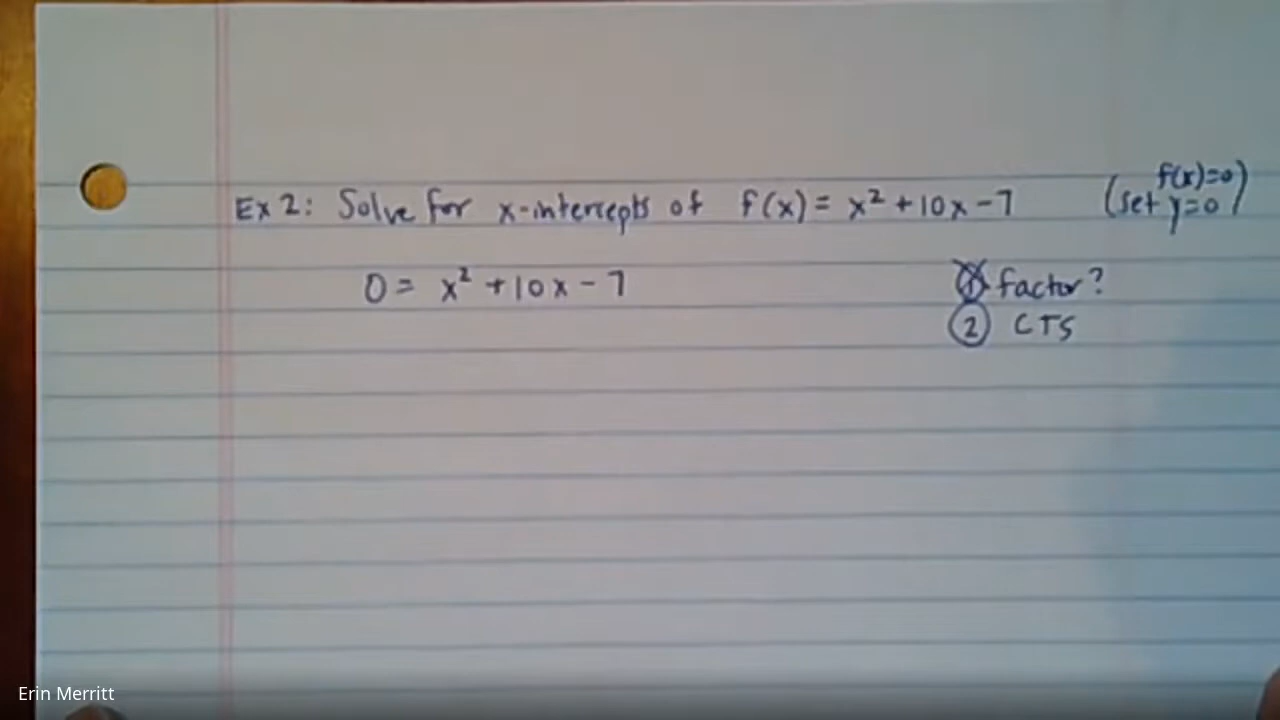 Ex 2: Solve for x-intercepts of f(x) = x² + 10x - 7 (set y=0 f(x)=0)
0 = x² + 10x - 7 ① factor?
② CTS
Erin Merritt